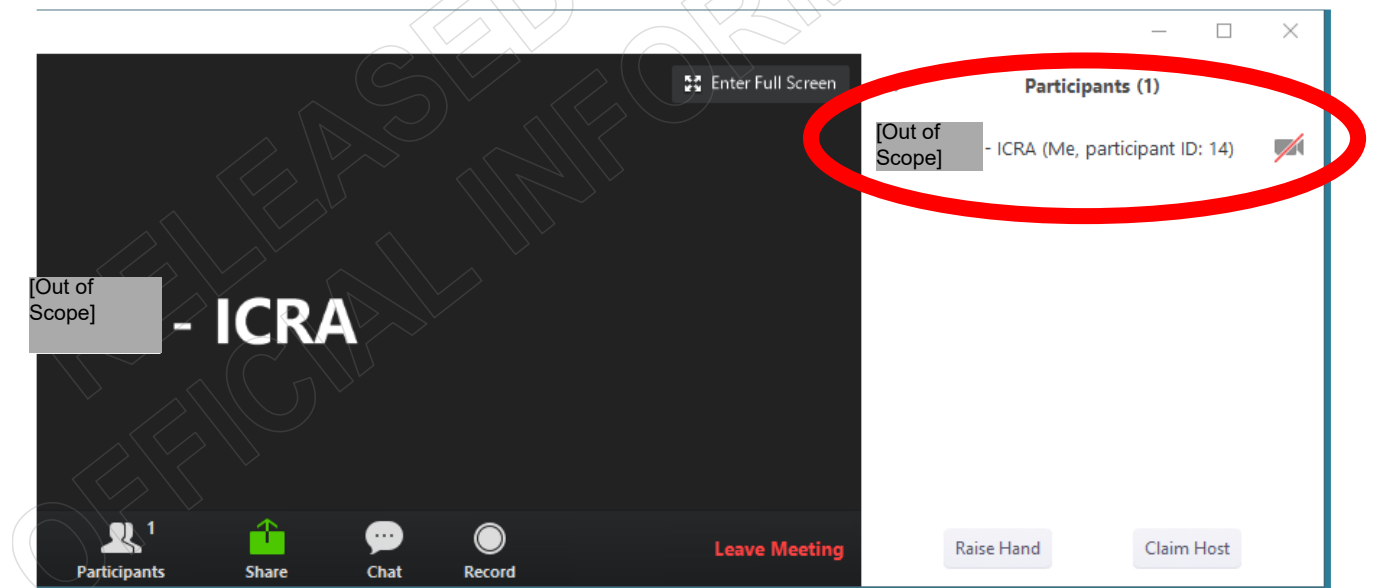 RELEASED
OFFICIAL INFORM
Enter Full Screen
Participants (1)
[Out of
Scope]
- ICRA (Me, participant ID: 14)
[Out of
Scope]
- ICRA
1
Participants
Share
Chat
Record
Leave Meeting
Raise Hand
Claim Host